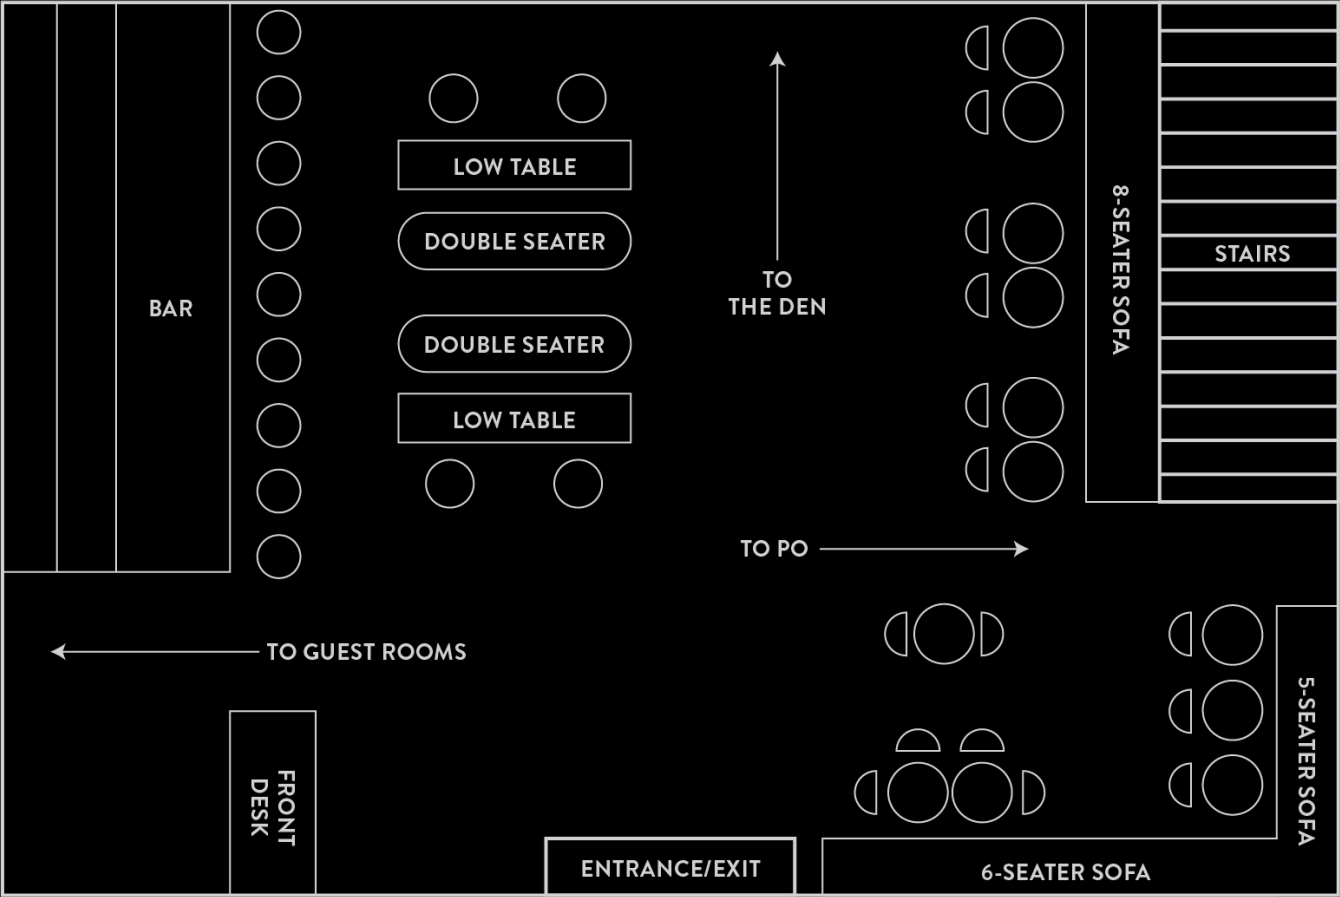 LOW TABLE
DOUBLE SEATER
8-SEATER SOFA
STAIRS
TO
THE DEN
BAR
DOUBLE SEATER
LOW TABLE
TO PO
TO GUEST ROOMS
5-SEATER SOFA
FRONT
DESK
ENTRANCE/EXIT
6-SEATER SOFA